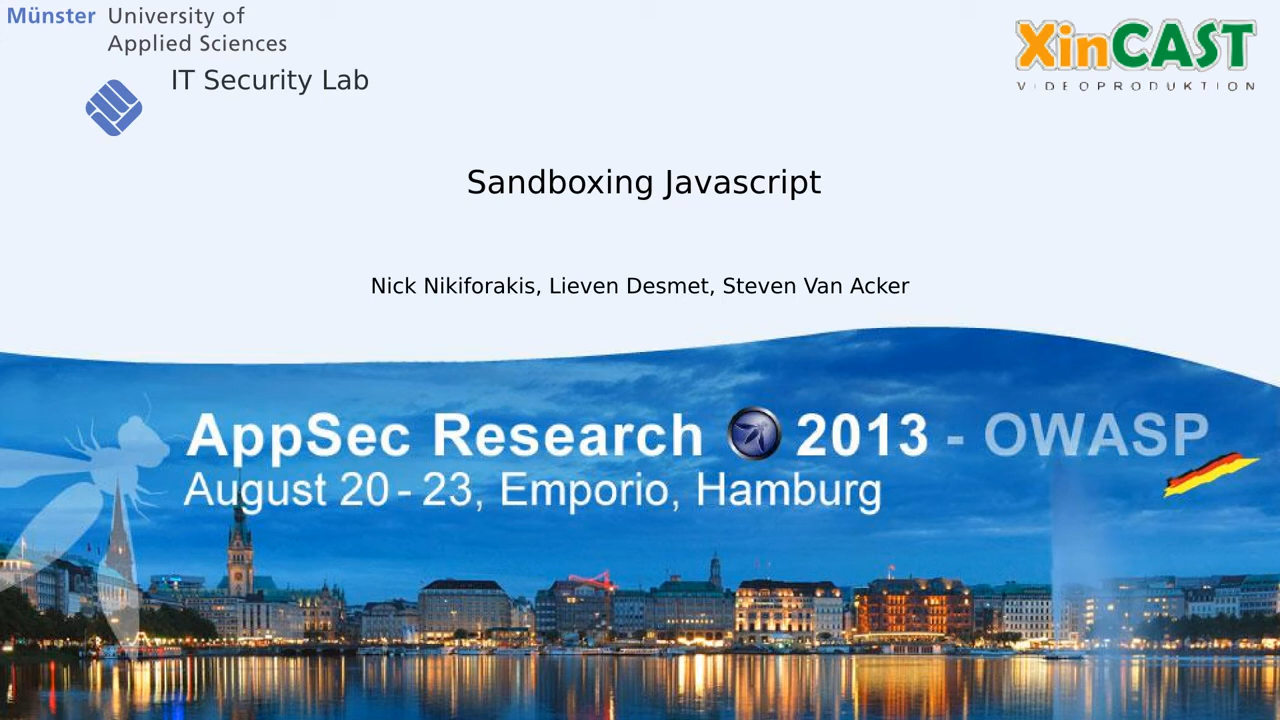 Münster University of
Applied Sciences
IT Security Lab
XinCAST
VIDEOPRODUKTION
Sandboxing Javascript
Nick Nikiforakis, Lieven Desmet, Steven Van Acker
AppSec Research 2013 - OWASP
August 20 - 23, Emporio, Hamburg